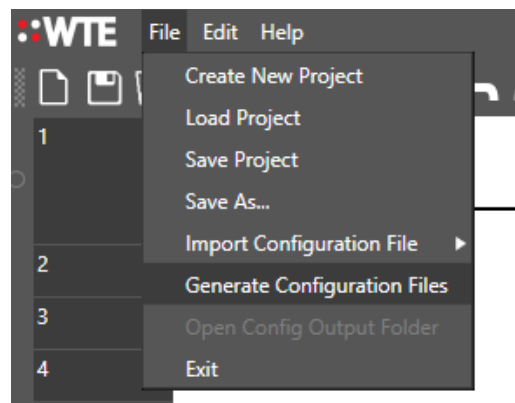 WTE File Edit Help
Create New Project
Load Project
Save Project
Save As...
Import Configuration File
Generate Configuration Files
Open Config Output Folder
Exit
1
2
3
4